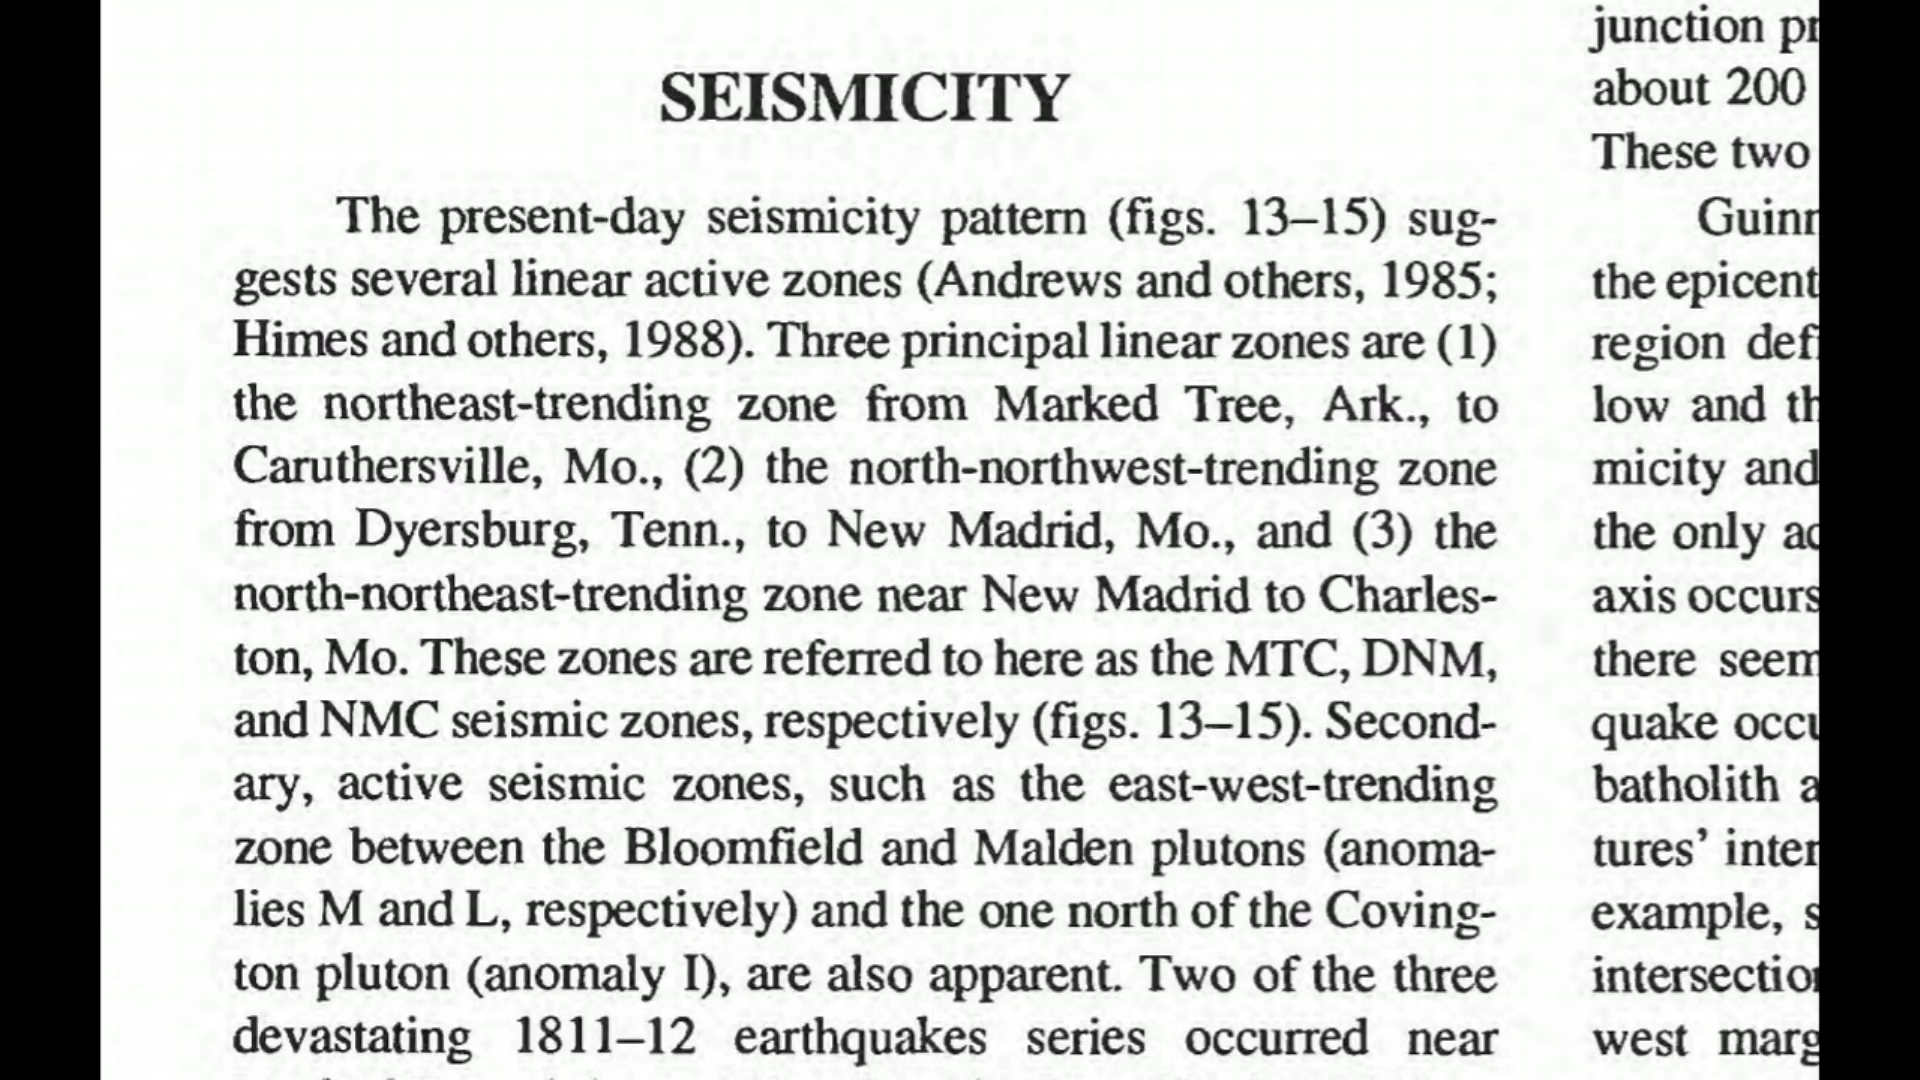 SEISMICITY
The present-day seismicity pattern (figs. 13–15) sug-
gests several linear active zones (Andrews and others, 1985;
Himes and others, 1988). Three principal linear zones are (1)
the northeast-trending zone from Marked Tree, Ark., to
Caruthersville, Mo., (2) the north-northwest-trending zone
from Dyersburg, Tenn., to New Madrid, Mo., and (3) the
north-northeast-trending zone near New Madrid to Charles-
ton, Mo. These zones are referred to here as the MTC, DNM,
and NMC seismic zones, respectively (figs. 13–15). Second-
ary, active seismic zones, such as the east-west-trending
zone between the Bloomfield and Malden plutons (anoma-
lies M and L, respectively) and the one north of the Coving-
ton pluton (anomaly I), are also apparent. Two of the three
devastating 1811–12 earthquakes series occurred near
junction
about 200
These two
the
region
low and
micity and
the only
axis occurs
there
quake
batholith
tures'
example,
west